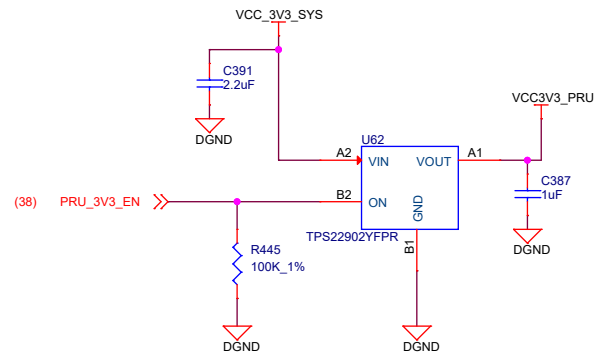 VCC_3V3_SYS
C391
2.2uF
DGND
VCC3V3_PRU
U62
A2
VIN
VOUT
A1
C387
1uF
(38)
PRU_3V3_EN
B2
ON
GND
DGND
R445
100K_1%
TPS22902YFPR
B1
DGND
DGND